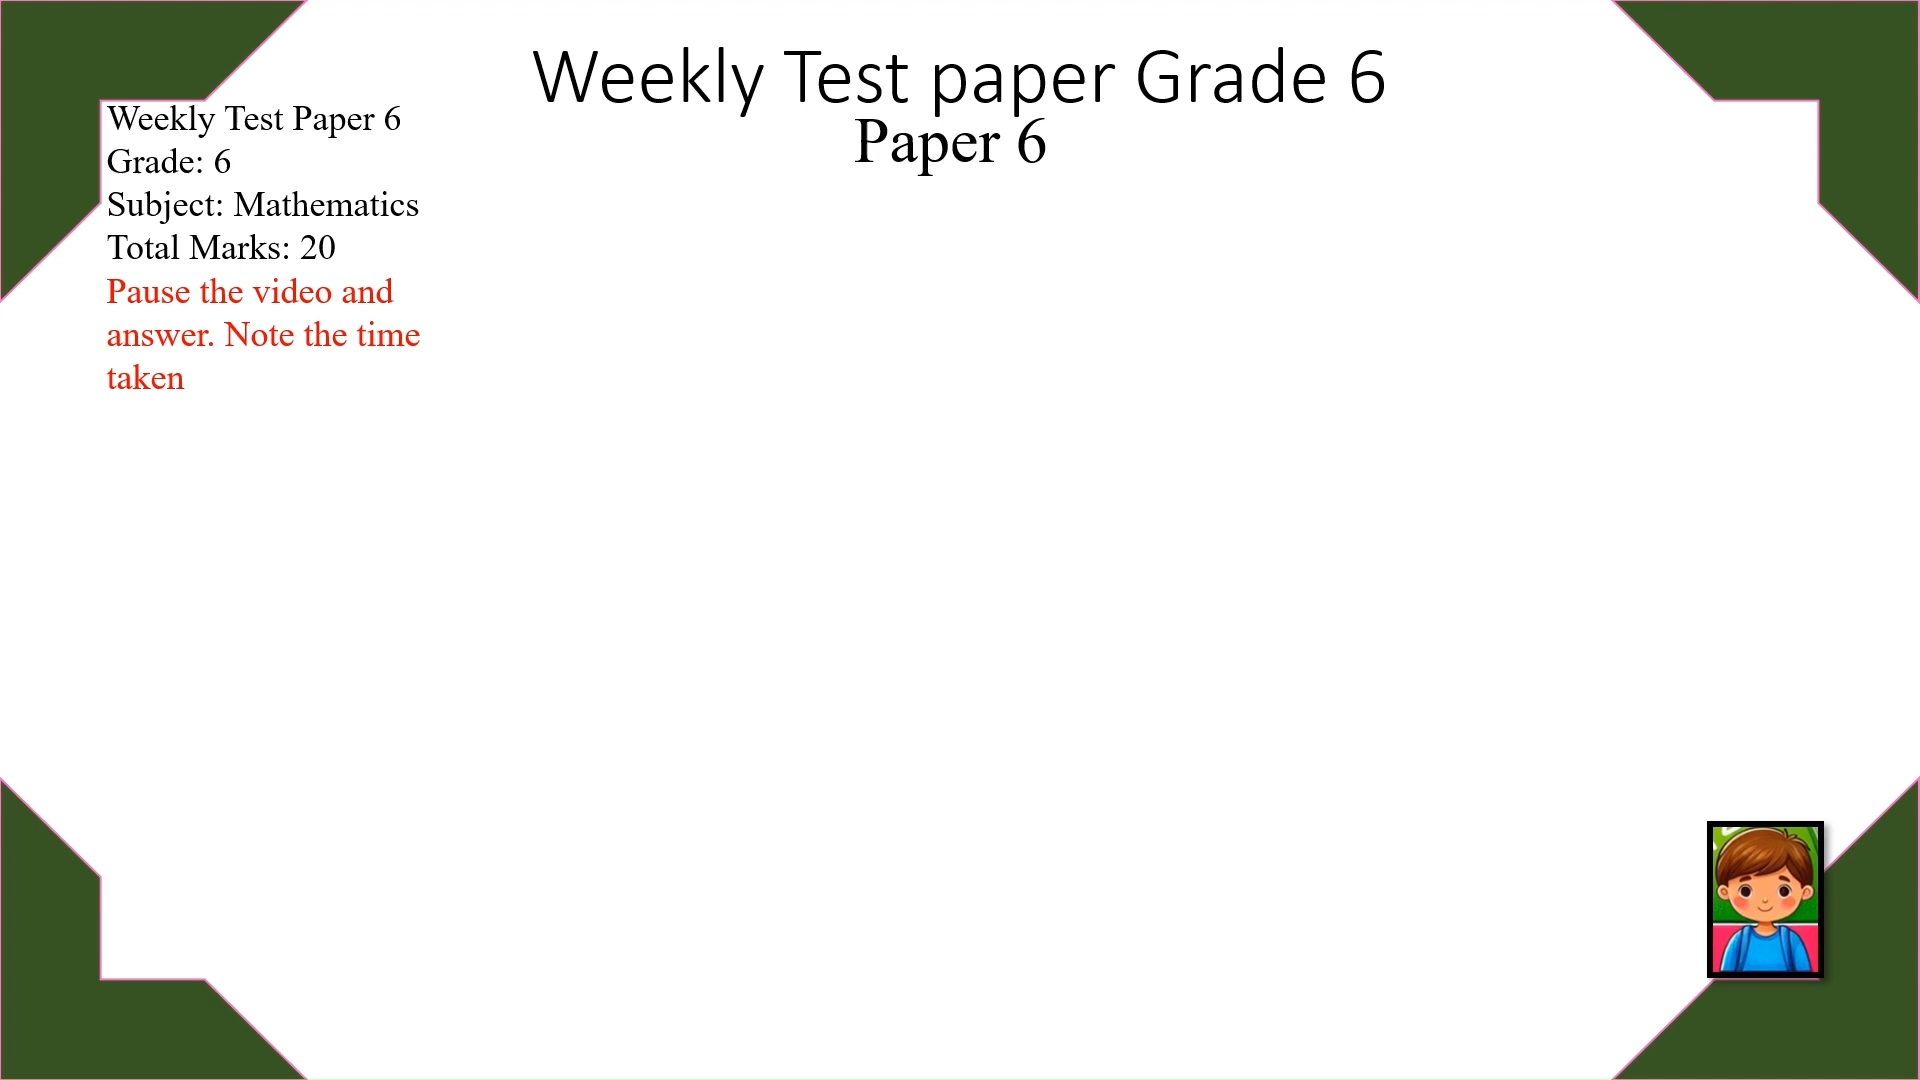 Weekly Test paper Grade 6
Paper 6
Weekly Test Paper 6
Grade: 6
Subject: Mathematics
Total Marks: 20
Pause the video and
answer. Note the time
taken